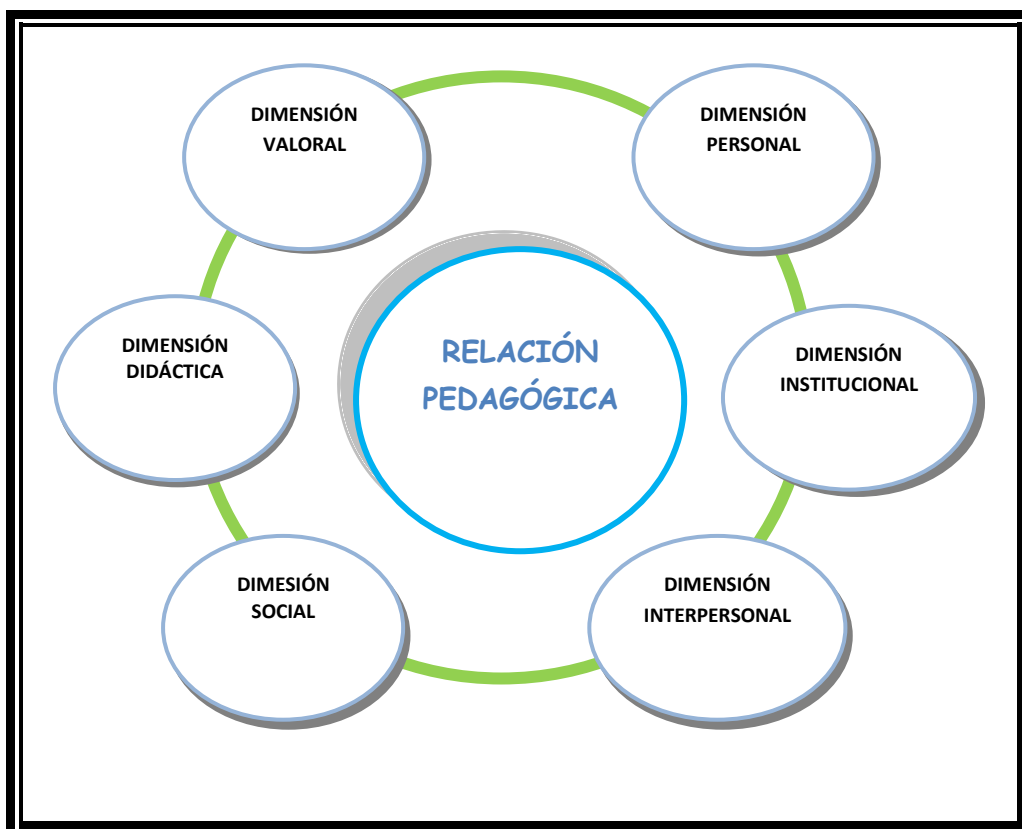 DIMENSIÓN
VALORAL
DIMENSIÓN
PERSONAL
DIMENSIÓN
DIDÁCTICA
RELACIÓN
PEDAGÓGICA
DIMENSIÓN
INSTITUCIONAL
DIMESIÓN
SOCIAL
DIMENSIÓN
INTERPERSONAL